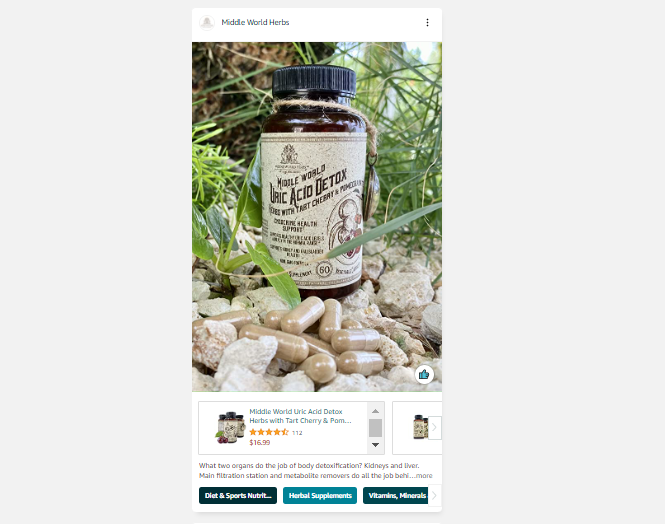 Middle World Herbs
MIDDLE WORLD
URIC ACID DETOX
HERBS WITH TART CHERRY &
HEALTH
SUPPORT
60
Middle World Uric Acid Detox
Herbs with Tart Cherry & Pom...
112
$16.99
What two organs do the job of body detoxification? Kidneys and liver.
Main filtration station and metabolite removers do all the job behi...more
Diet & Sports Nutrit...
Herbal Supplements
Vitamins, Minerals